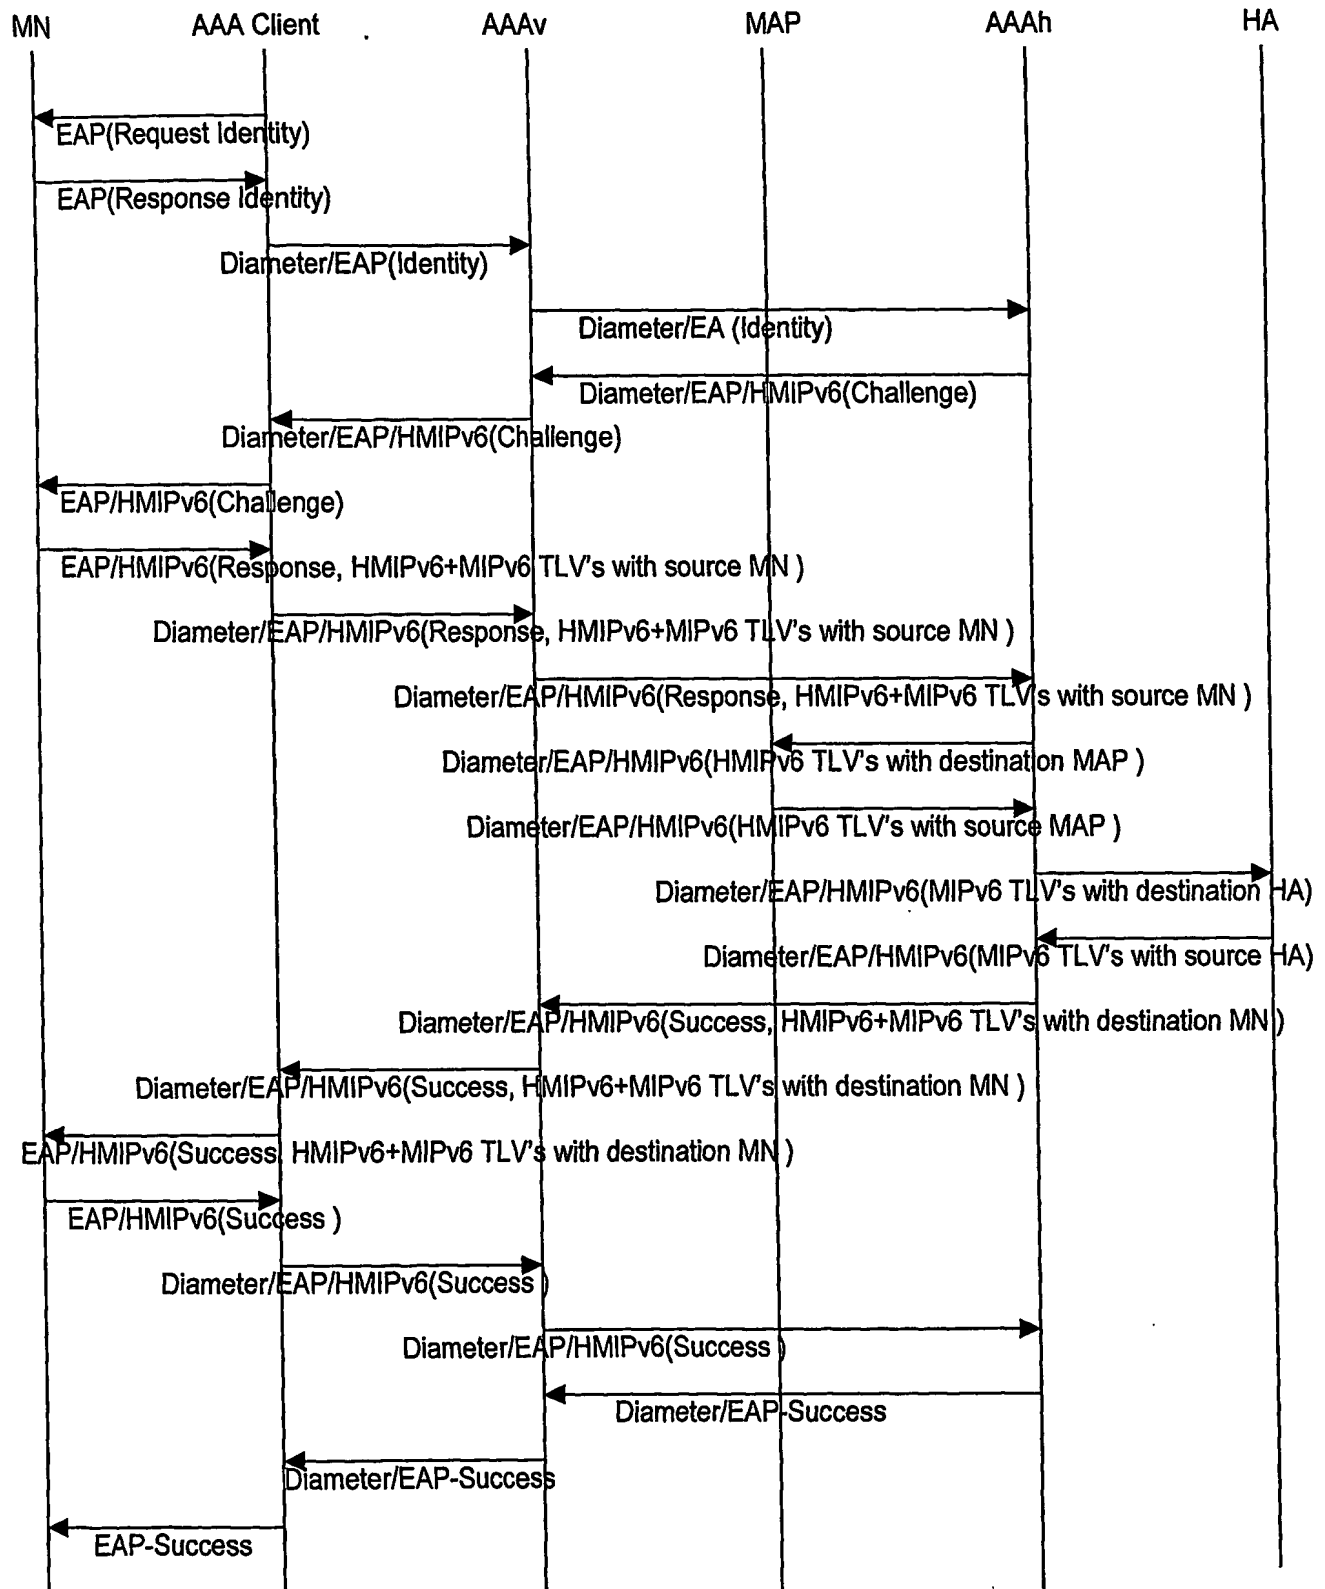 MN AAA Client AAAv MAP AAAh HA
EAP(Request Identity)
EAP(Response Identity)
Diameter/EAP(Identity)
Diameter/EA (Identity)
Diameter/EAP/HMIPv6(Challenge)
Diameter/EAP/HMIPv6(Challenge)
EAP/HMIPv6(Challenge)
EAP/HMIPv6(Response, HMIPv6+MIPv6 TLV's with source MN )
Diameter/EAP/HMIPv6(Response, HMIPv6+MIPv6 TLV's with source MN )
Diameter/EAP/HMIPv6(Response, HMIPv6+MIPv6 TLV's with source MN )
Diameter/EAP/HMIPv6(HMIPv6 TLV's with destination MAP )
Diameter/EAP/HMIPv6(HMIPv6 TLV's with source MAP )
Diameter/EAP/HMIPv6(MIPv6 TLV's with destination HA)
Diameter/EAP/HMIPv6(MIPv6 TLV's with source HA)
Diameter/EAP/HMIPv6(Success, HMIPv6+MIPv6 TLV's with destination MN )
Diameter/EAP/HMIPv6(Success, HMIPv6+MIPv6 TLV's with destination MN )
EAP/HMIPv6(Success, HMIPv6+MIPv6 TLV's with destination MN )
EAP/HMIPv6(Success )
Diameter/EAP/HMIPv6(Success )
Diameter/EAP/HMIPv6(Success )
Diameter/EAP-Success
Diameter/EAP-Success
EAP-Success